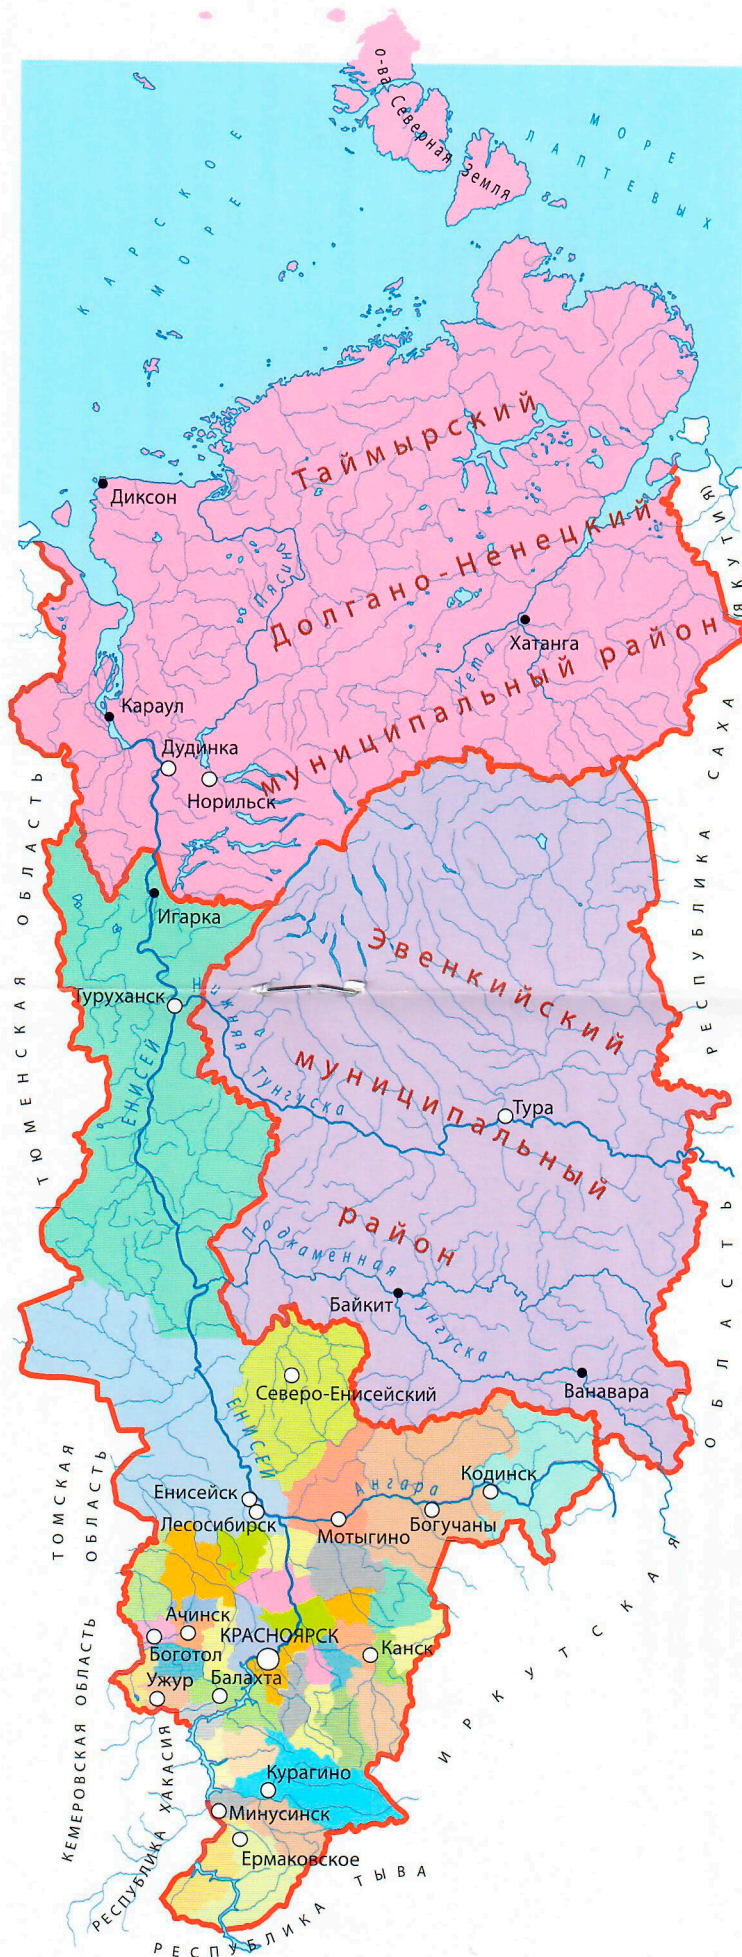 о-ва Северная Земля
МОРЕ ЛАПТЕВЫХ
КАРСКОЕ МОРЕ
Таймырский
Долгано-Ненецкий
муниципальный район
Диксон
Пясина
Хатанга
Хета
Караул
Дудинка
Норильск
РЕСПУБЛИКА САХА (ЯКУТИЯ)
ТЮМЕНСКАЯ ОБЛАСТЬ
Игарка
Туруханск
ЕНИСЕЙ
Нижняя Тунгуска
Эвенкийский
муниципальный
район
Тура
Подкаменная Тунгуска
Байкит
Ванавара
Северо-Енисейский
ЕНИСЕЙ
Енисейск
Лесосибирск
Ангара
Кодинск
Мотыгино
Богучаны
ТОМСКАЯ
ОБЛАСТЬ
ИРКУТСКАЯ ОБЛАСТЬ
Ачинск
Боготол
КРАСНОЯРСК
Канск
Ужур
Балахта
КЕМЕРОВСКАЯ ОБЛАСТЬ
РЕСПУБЛИКА ХАКАСИЯ
Курагино
Минусинск
Ермаковское
РЕСПУБЛИКА ТЫВА